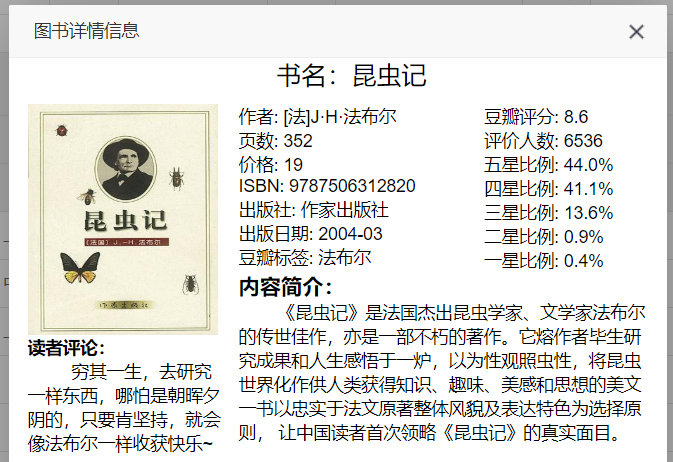 图书详情信息
书名：昆虫记
昆虫记
[法国] J.-H.法布尔
作家出版社
作者: [法]J·H·法布尔
页数: 352
价格: 19
ISBN: 9787506312820
出版社: 作家出版社
出版日期: 2004-03
豆瓣标签: 法布尔
豆瓣评分: 8.6
评价人数: 6536
五星比例: 44.0%
四星比例: 41.1%
三星比例: 13.6%
二星比例: 0.9%
一星比例: 0.4%
内容简介：
《昆虫记》是法国杰出昆虫学家、文学家法布尔
的传世佳作，亦是一部不朽的著作。它熔作者毕生研
究成果和人生感悟于一炉，以为性观照虫性，将昆虫
世界化作供人类获得知识、趣味、美感和思想的美文
一书以忠实于法文原著整体风貌及表达特色为选择原
则， 让中国读者首次领略《昆虫记》的真实面目。
读者评论：
穷其一生，去研究
一样东西，哪怕是朝晖夕
阴的，只要肯坚持，就会
像法布尔一样收获快乐~